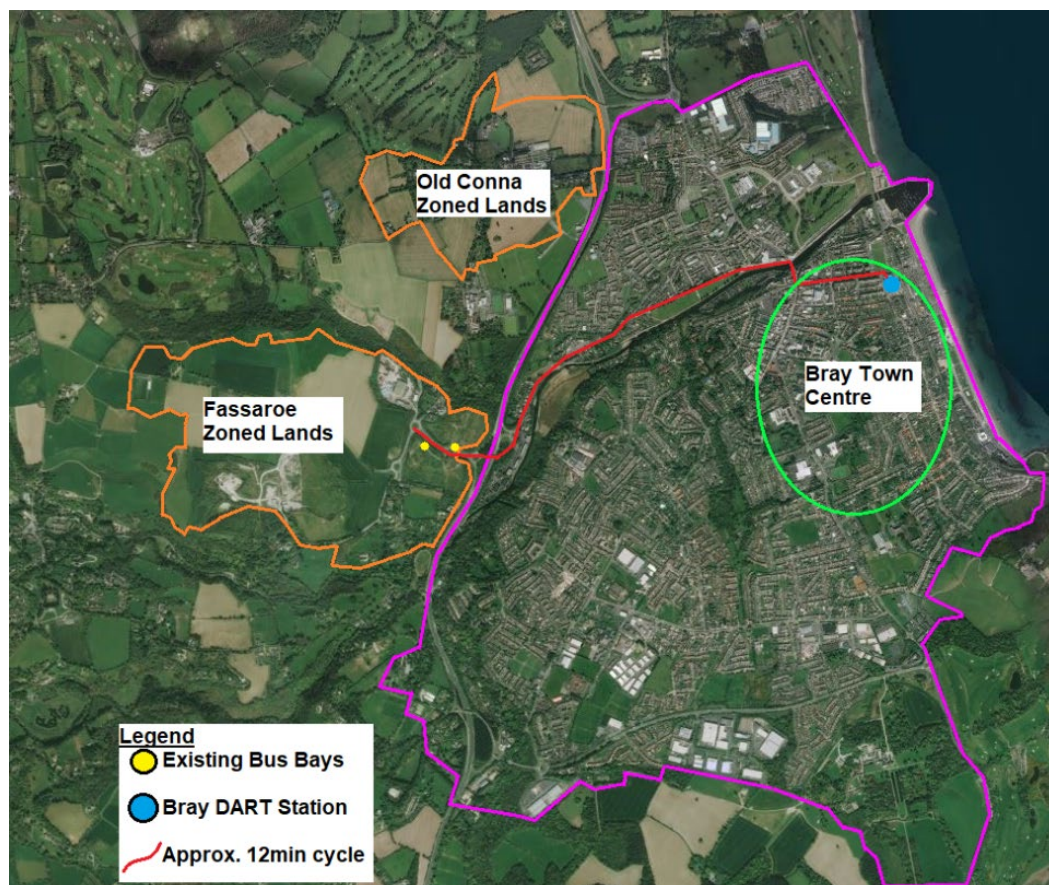 Old Conna
Zoned Lands
Bray Town
Centre
Fassaroe
Zoned Lands
Legend
Existing Bus Bays
Bray DART Station
Approx. 12min cycle